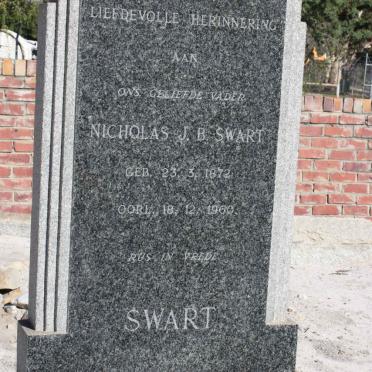 LIEFDEVOLLE HERINNERING
AAN
ONS GELIEFDE VADER
NICHOLAS J. B. SWART
GEB. 23. 3. 1872
OORL. 18. 12. 1960.
RUS IN VREDE
SWART